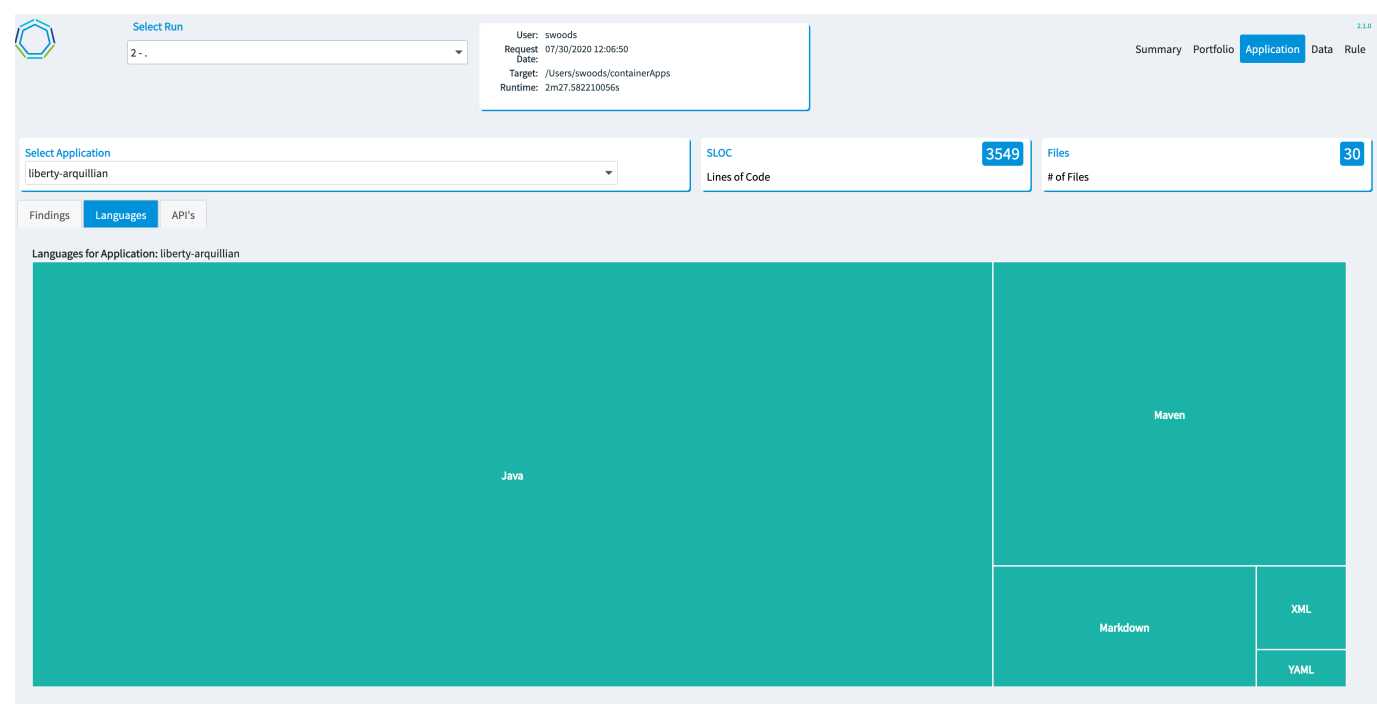 Select Run
2 - .
User: swoods
Request Date: 07/30/2020 12:06:50
Target: /Users/swoods/containerApps
Runtime: 2m27.582210056s
2.1.0
Summary Portfolio Application Data Rule
Select Application
liberty-arquillian
SLOC 3549
Lines of Code
Files 30
# of Files
Findings Languages API's
Languages for Application: liberty-arquillian
Java
Maven
Markdown
XML
YAML